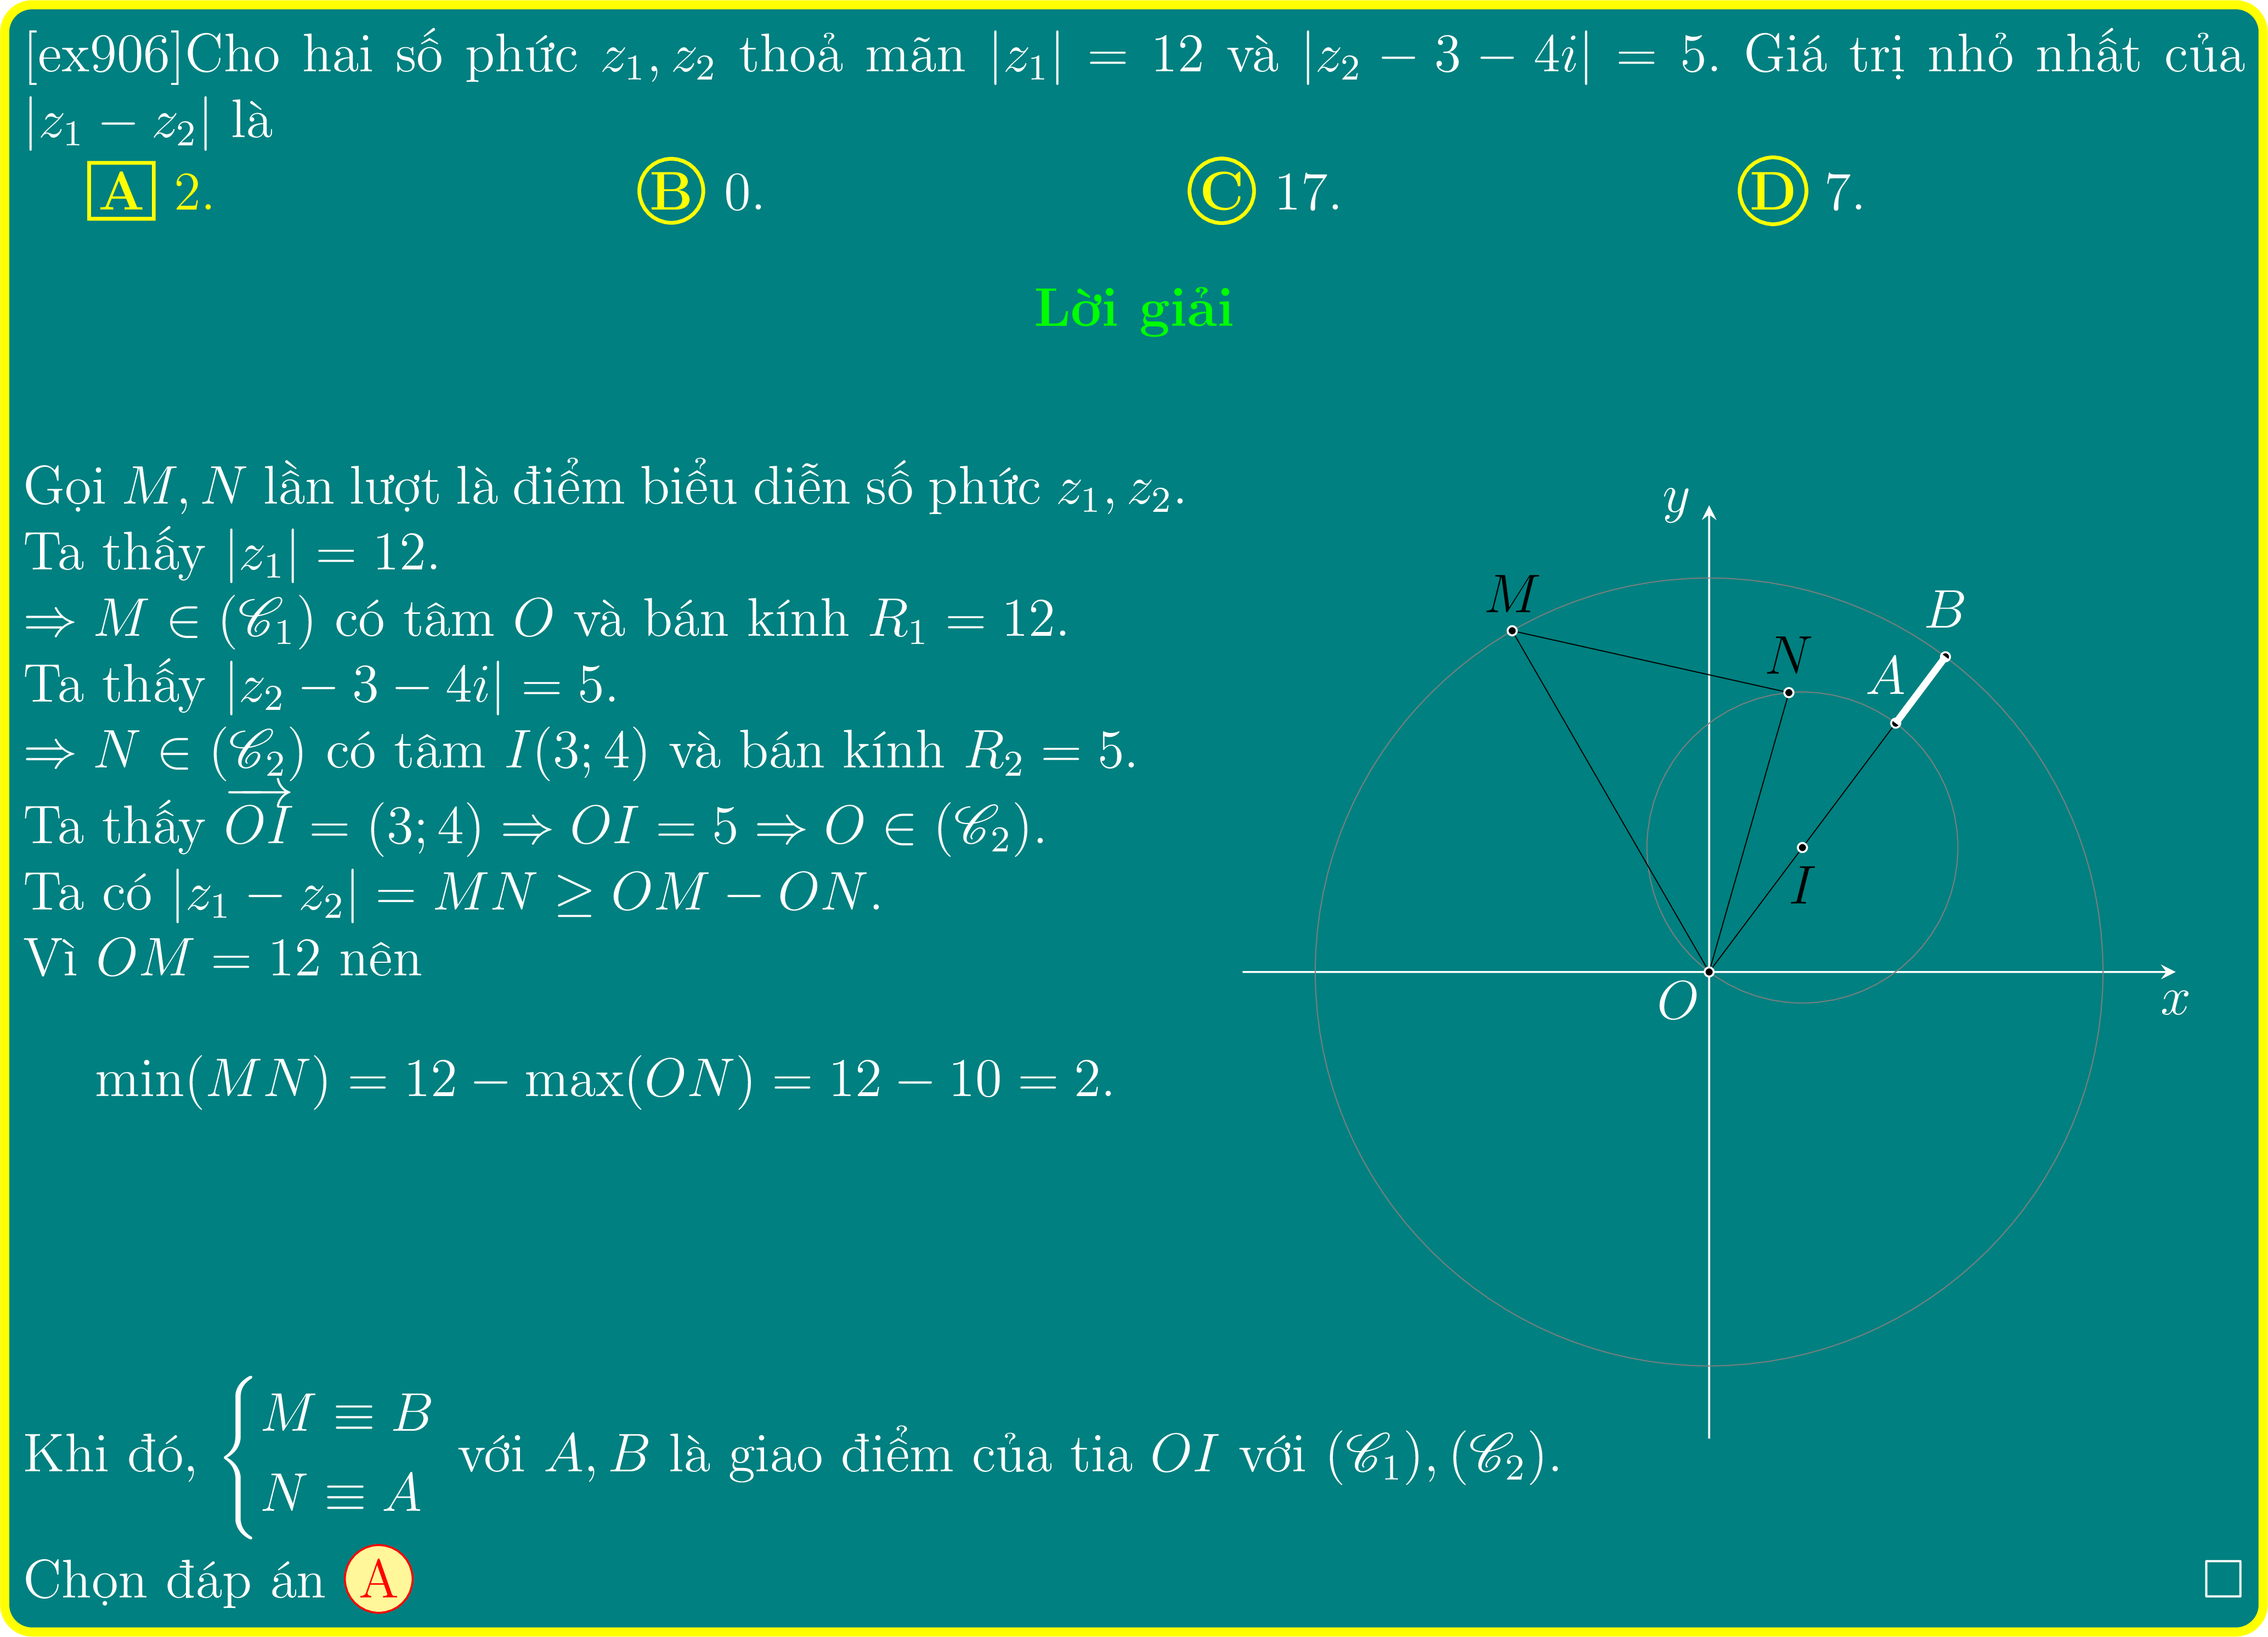 [ex906]Cho hai số phức $z_1, z_2$ thoả mãn $|z_1| = 12$ và $|z_2 - 3 - 4i| = 5$. Giá trị nhỏ nhất của
$|z_1 - z_2|$ là
A 2. B 0. C 17. D 7.
Lời giải
Gọi $M, N$ lần lượt là điểm biểu diễn số phức $z_1, z_2$.
Ta thấy $|z_1| = 12$.
$\Rightarrow M \in (\mathscr{C}_1)$ có tâm $O$ và bán kính $R_1 = 12$.
Ta thấy $|z_2 - 3 - 4i| = 5$.
$\Rightarrow N \in (\mathscr{C}_2)$ có tâm $I(3; 4)$ và bán kính $R_2 = 5$.
Ta thấy $\overrightarrow{OI} = (3; 4) \Rightarrow OI = 5 \Rightarrow O \in (\mathscr{C}_2)$.
Ta có $|z_1 - z_2| = MN \geq OM - ON$.
Vì $OM = 12$ nên
$\min(MN) = 12 - \max(ON) = 12 - 10 = 2.$
y
M
B
N
A
I
O
x
Khi đó, $\begin{cases} M \equiv B \\ N \equiv A \end{cases}$ với $A, B$ là giao điểm của tia $OI$ với $(\mathscr{C}_1), (\mathscr{C}_2)$.
Chọn đáp án A □